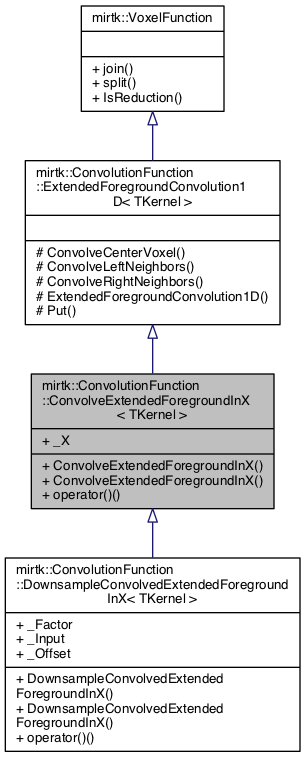 mirtk::VoxelFunction
+ join()
+ split()
+ IsReduction()
mirtk::ConvolutionFunction
::ExtendedForegroundConvolution1
D< TKernel >
# ConvolveCenterVoxel()
# ConvolveLeftNeighbors()
# ConvolveRightNeighbors()
# ExtendedForegroundConvolution1D()
# Put()
mirtk::ConvolutionFunction
::ConvolveExtendedForegroundInX
< TKernel >
+ _X
+ ConvolveExtendedForegroundInX()
+ ConvolveExtendedForegroundInX()
+ operator()()
mirtk::ConvolutionFunction
::DownsampleConvolvedExtendedForeground
InX< TKernel >
+ _Factor
+ _Input
+ _Offset
+ DownsampleConvolvedExtended
ForegroundInX()
+ DownsampleConvolvedExtended
ForegroundInX()
+ operator()()